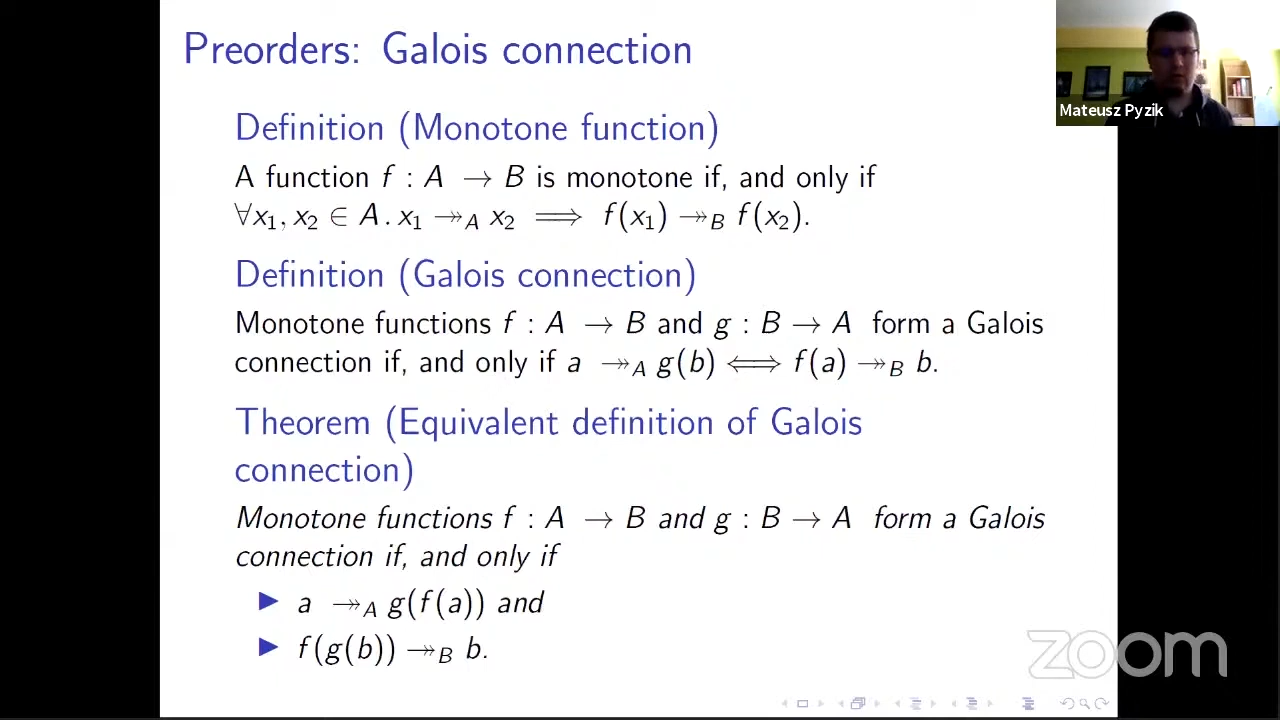 Preorders: Galois connection
Mateusz Pyzik
Definition (Monotone function)
A function f : A → B is monotone if, and only if
∀x₁, x₂ ∈ A . x₁ ↠_A x₂ ⟹ f(x₁) ↠_B f(x₂).
Definition (Galois connection)
Monotone functions f : A → B and g : B → A form a Galois
connection if, and only if a ↠_A g(b) ⟺ f(a) ↠_B b.
Theorem (Equivalent definition of Galois
connection)
Monotone functions f : A → B and g : B → A form a Galois
connection if, and only if
▶ a ↠_A g(f(a)) and
▶ f(g(b)) ↠_B b.
zoom